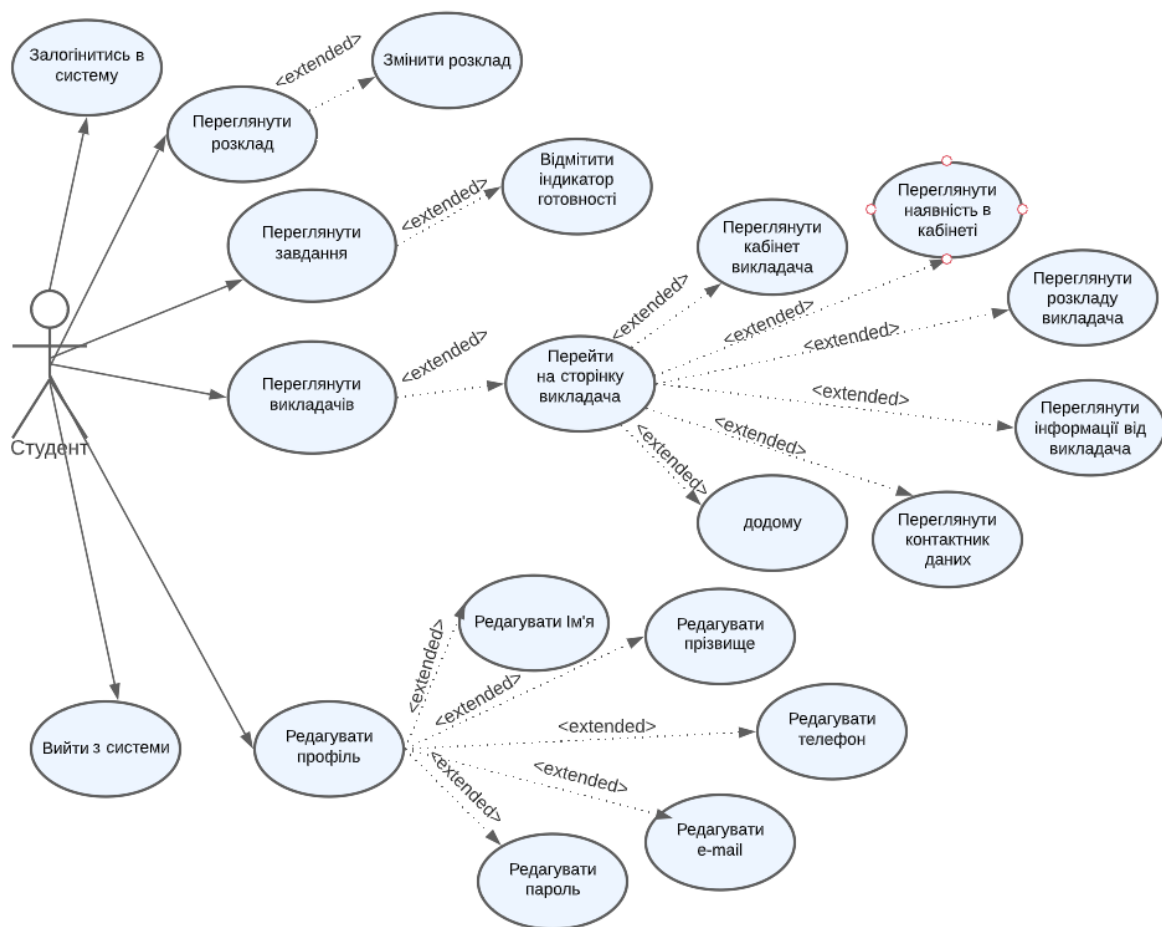 Залогінитись в
систему
<extended>
Змінити розклад
Переглянути
розклад
Відмітити
індикатор
готовності
<extended>
Переглянути
завдання
Переглянути
наявність в
кабінеті
Переглянути
кабінет
викладача
<extended>
<extended>
Переглянути
розкладу
викладача
<extended>
<extended>
Переглянути
викладачів
Перейти
на сторінку
викладача
<extended>
Переглянути
інформації від
викладача
<extended>
Студент
<extended>
додому
Переглянути
контактник
даних
Редагувати Ім'я
<extended>
Редагувати
прізвище
<extended>
<extended>
Редагувати
телефон
Вийти з системи
Редагувати
профіль
<extended>
<extended>
Редагувати
e-mail
Редагувати
пароль